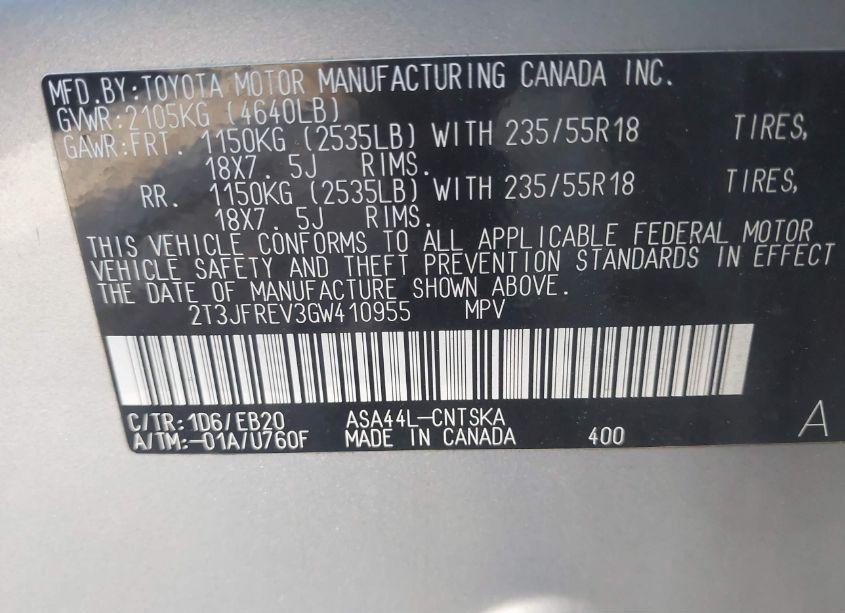 MFD.BY:TOYOTA MOTOR MANUFACTURING CANADA INC.
GVWR:2105KG (4640LB)
GAWR:FRT. 1150KG (2535LB) WITH 235/55R18 TIRES,
18X7. 5J RIMS.
RR. 1150KG (2535LB) WITH 235/55R18 TIRES,
18X7. 5J RIMS.
THIS VEHICLE CONFORMS TO ALL APPLICABLE FEDERAL MOTOR
VEHICLE SAFETY AND THEFT PREVENTION STANDARDS IN EFFECT
THE DATE OF MANUFACTURE SHOWN ABOVE.
2T3JFREV3GW410955 MPV
C/TR:1D6/EB20 ASA44L-CNTSKA
A/TM:-01A/U760F MADE IN CANADA 400 A